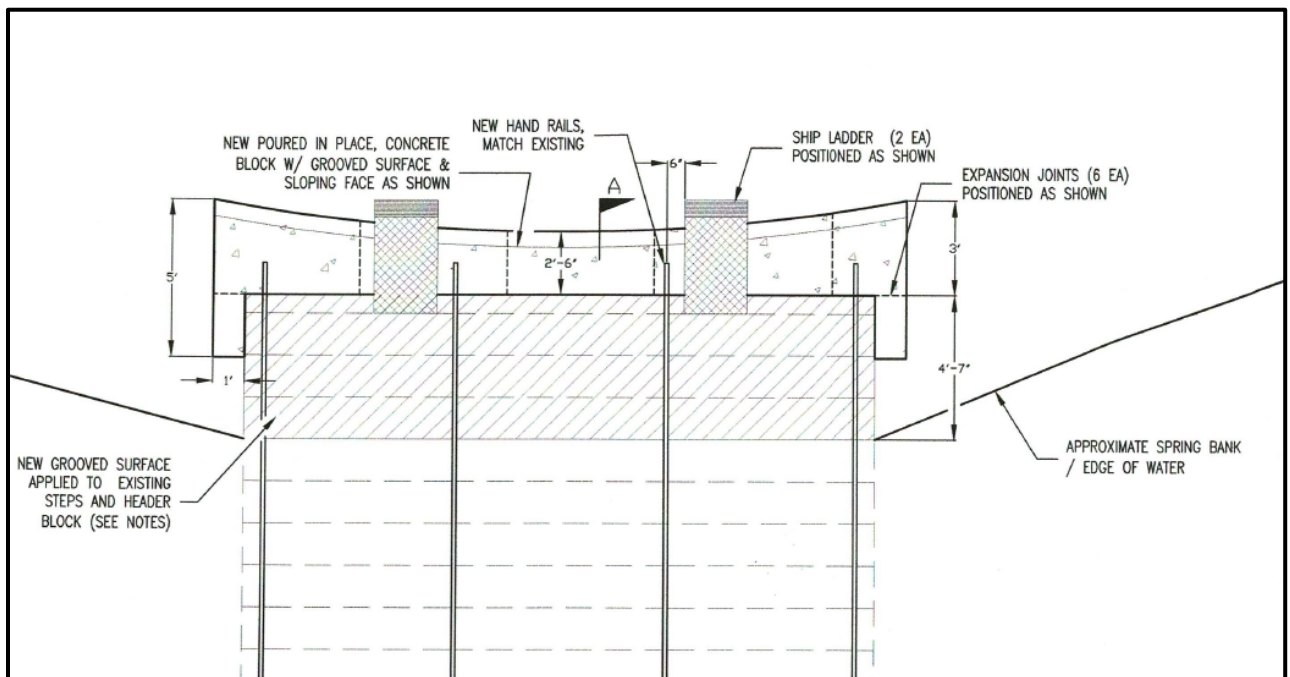 NEW POURED IN PLACE, CONCRETE
BLOCK W/ GROOVED SURFACE &
SLOPING FACE AS SHOWN
NEW HAND RAILS,
MATCH EXISTING
6"
SHIP LADDER (2 EA)
POSITIONED AS SHOWN
EXPANSION JOINTS (6 EA)
POSITIONED AS SHOWN
A
5'
2'-6"
3'
1'
4'-7"
NEW GROOVED SURFACE
APPLIED TO EXISTING
STEPS AND HEADER
BLOCK (SEE NOTES)
APPROXIMATE SPRING BANK
/ EDGE OF WATER